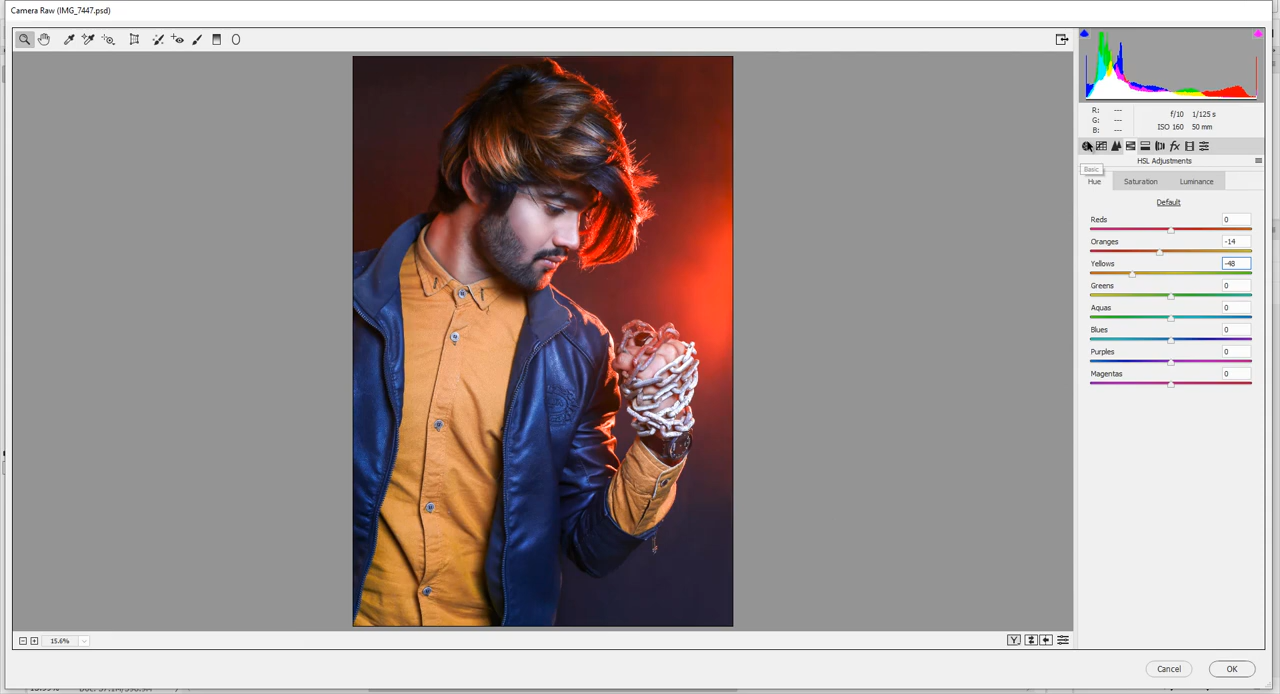 Camera Raw (IMG_7447.psd)
R: ---
G: ---
B: ---
f/10 1/125 s
ISO 160 50 mm
fx
HSL Adjustments
Basic
Hue Saturation Luminance
Default
Reds 0
Oranges -14
Yellows -48
Greens 0
Aquas 0
Blues 0
Purples 0
Magentas 0
15.6%
Y
Cancel OK